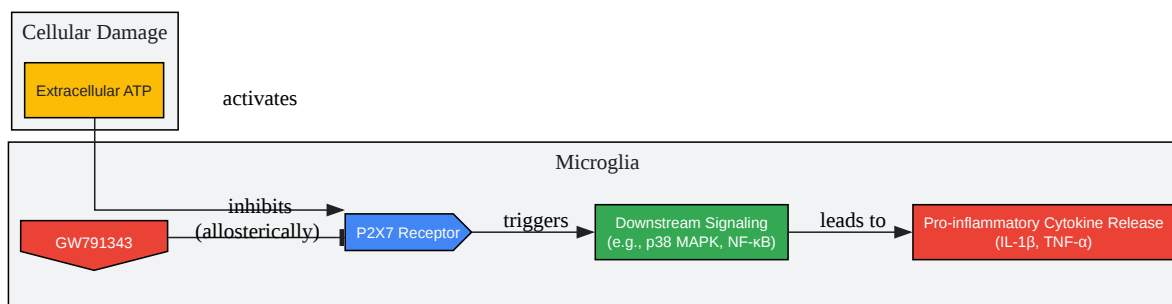 Cellular Damage
Extracellular ATP
activates
Microglia
GW791343
inhibits
(allosterically)
P2X7 Receptor
triggers
Downstream Signaling
(e.g., p38 MAPK, NF-κB)
leads to
Pro-inflammatory Cytokine Release
(IL-1β, TNF-α)